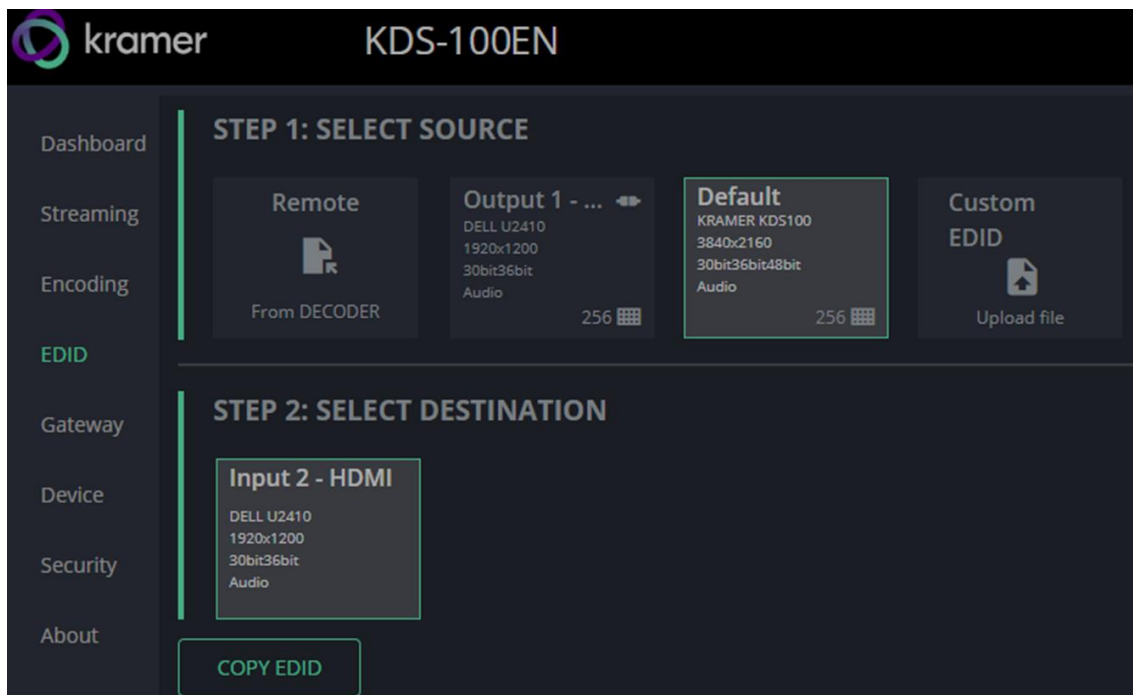 kramer
KDS-100EN
Dashboard
Streaming
Encoding
EDID
Gateway
Device
Security
About
STEP 1: SELECT SOURCE
Remote
From DECODER
Output 1 - ...
DELL U2410
1920x1200
30bit36bit
Audio
256
Default
KRAMER KDS100
3840x2160
30bit36bit48bit
Audio
256
Custom
EDID
Upload file
STEP 2: SELECT DESTINATION
Input 2 - HDMI
DELL U2410
1920x1200
30bit36bit
Audio
COPY EDID